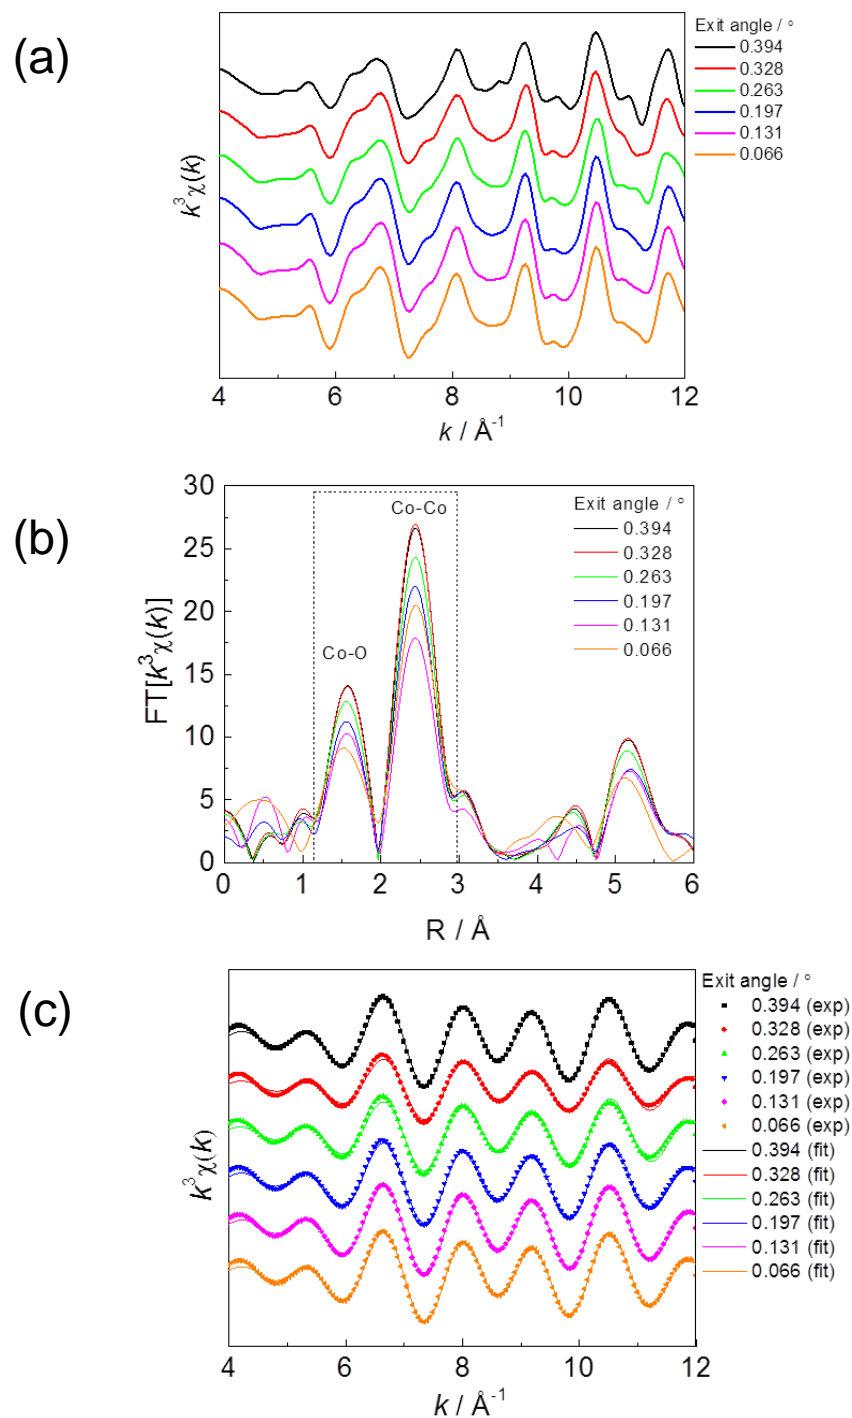 (a)
Exit angle / °
0.394
0.328
0.263
0.197
0.131
0.066
k³χ(k)
4 6 8 10 12
k / Å⁻¹
(b)
30
25
20
15
10
5
0
FT[k³χ(k)]
Co-Co
Co-O
Exit angle / °
0.394
0.328
0.263
0.197
0.131
0.066
0 1 2 3 4 5 6
R / Å
(c)
Exit angle / °
0.394 (exp)
0.328 (exp)
0.263 (exp)
0.197 (exp)
0.131 (exp)
0.066 (exp)
0.394 (fit)
0.328 (fit)
0.263 (fit)
0.197 (fit)
0.131 (fit)
0.066 (fit)
k³χ(k)
4 6 8 10 12
k / Å⁻¹